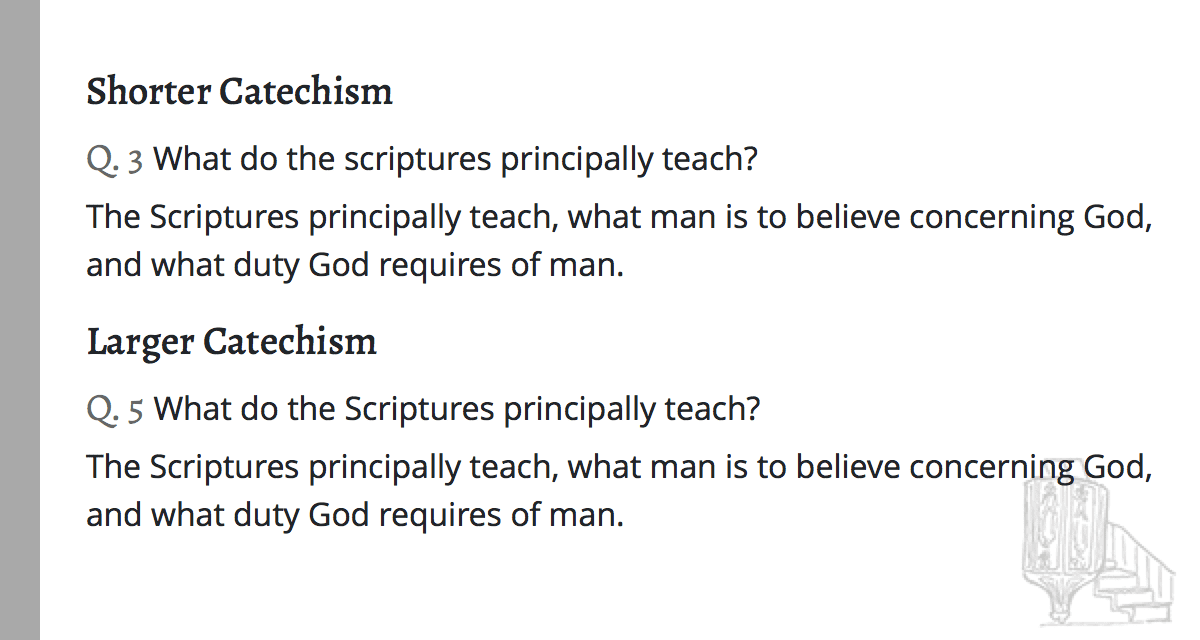 Shorter Catechism
Q. 3 What do the scriptures principally teach?
The Scriptures principally teach, what man is to believe concerning God,
and what duty God requires of man.
Larger Catechism
Q. 5 What do the Scriptures principally teach?
The Scriptures principally teach, what man is to believe concerning God,
and what duty God requires of man.